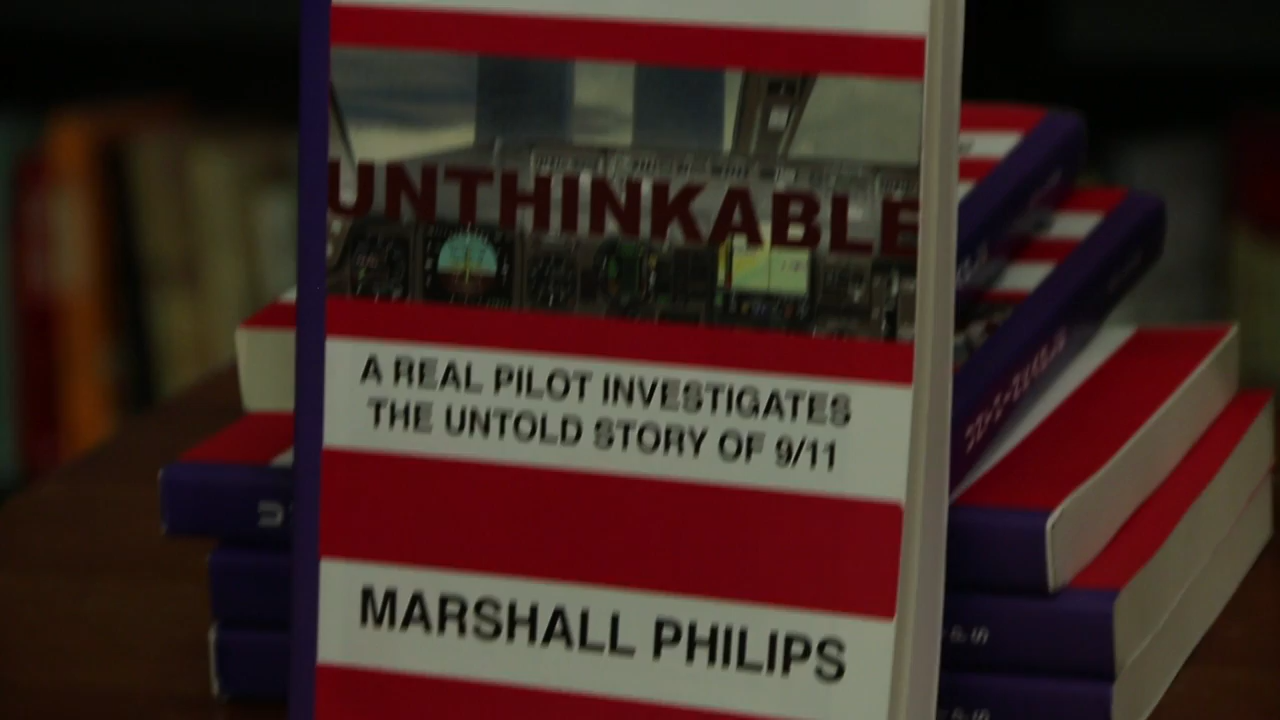 UNTHINKABLE
A REAL PILOT INVESTIGATES
THE UNTOLD STORY OF 9/11
MARSHALL PHILIPS